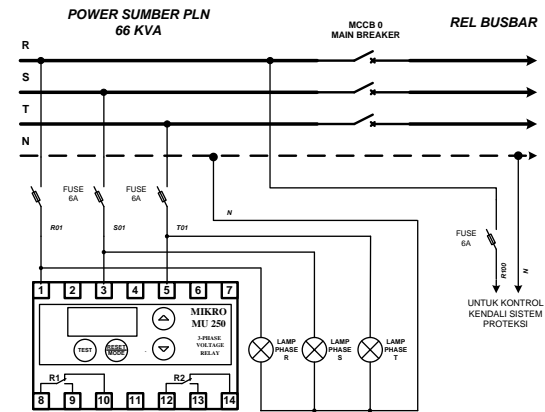 POWER SUMBER PLN
66 KVA
MCCB 0
MAIN BREAKER
REL BUSBAR
R
S
T
N
FUSE
6A
FUSE
6A
R01
S01
T01
N
FUSE
6A
R100
N
UNTUK KONTROL
KENDALI SISTEM
PROTEKSI
1 2 3 4 5 6 7
MIKRO
MU 250
3-PHASE
VOLTAGE
RELAY
TEST
RESET
MODE
R1
R2
8 9 10 11 12 13 14
LAMP
PHASE
R
LAMP
PHASE
S
LAMP
PHASE
T